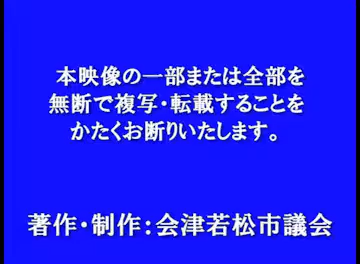 本映像の一部または全部を
無断で複写・転載することを
かたくお断りいたします。
著作・制作：会津若松市議会